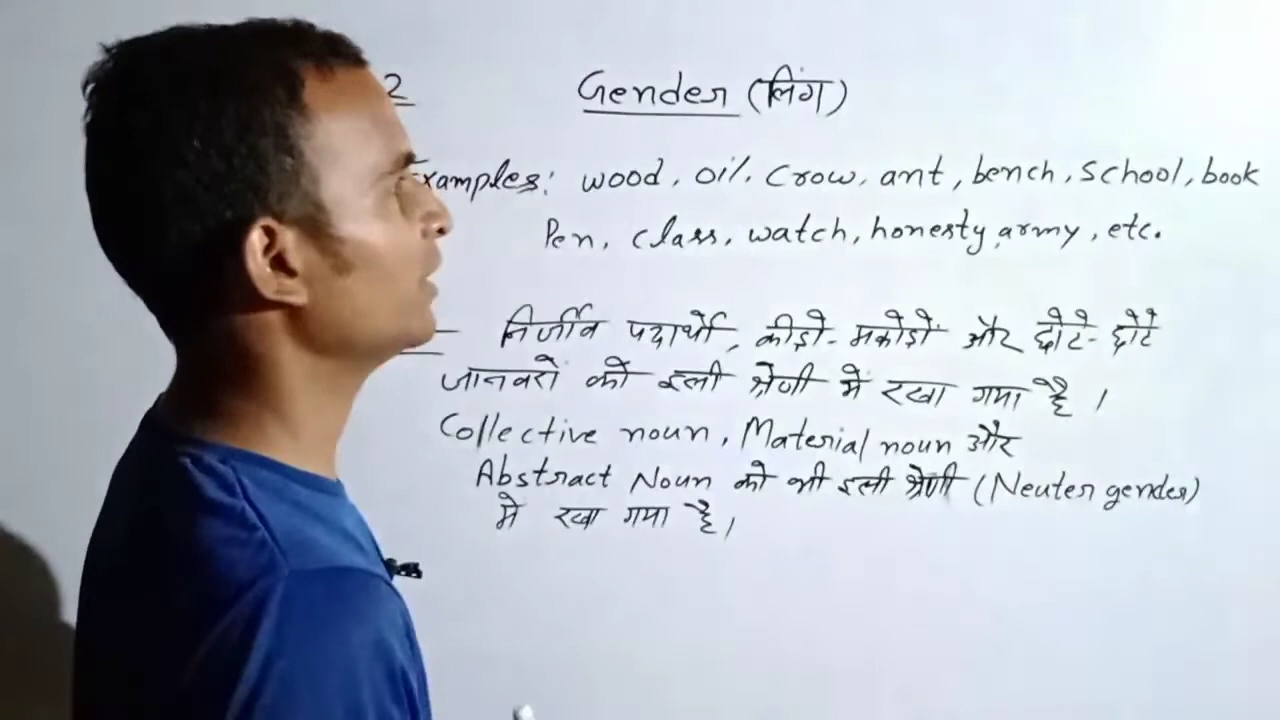 2
Gender (लिंग)
Examples: wood, oil, Crow, ant, bench, School, book
Pen, class, watch, honesty, army, etc.
निर्जीव पदार्थो, कीड़ो-मकोड़ो और छोटे-छोटे
जानवरो को इसी श्रेणी मे रखा गया है।
Collective noun, Material noun और
Abstract Noun को भी इसी श्रेणी (Neuter gender)
मे रखा गया है।